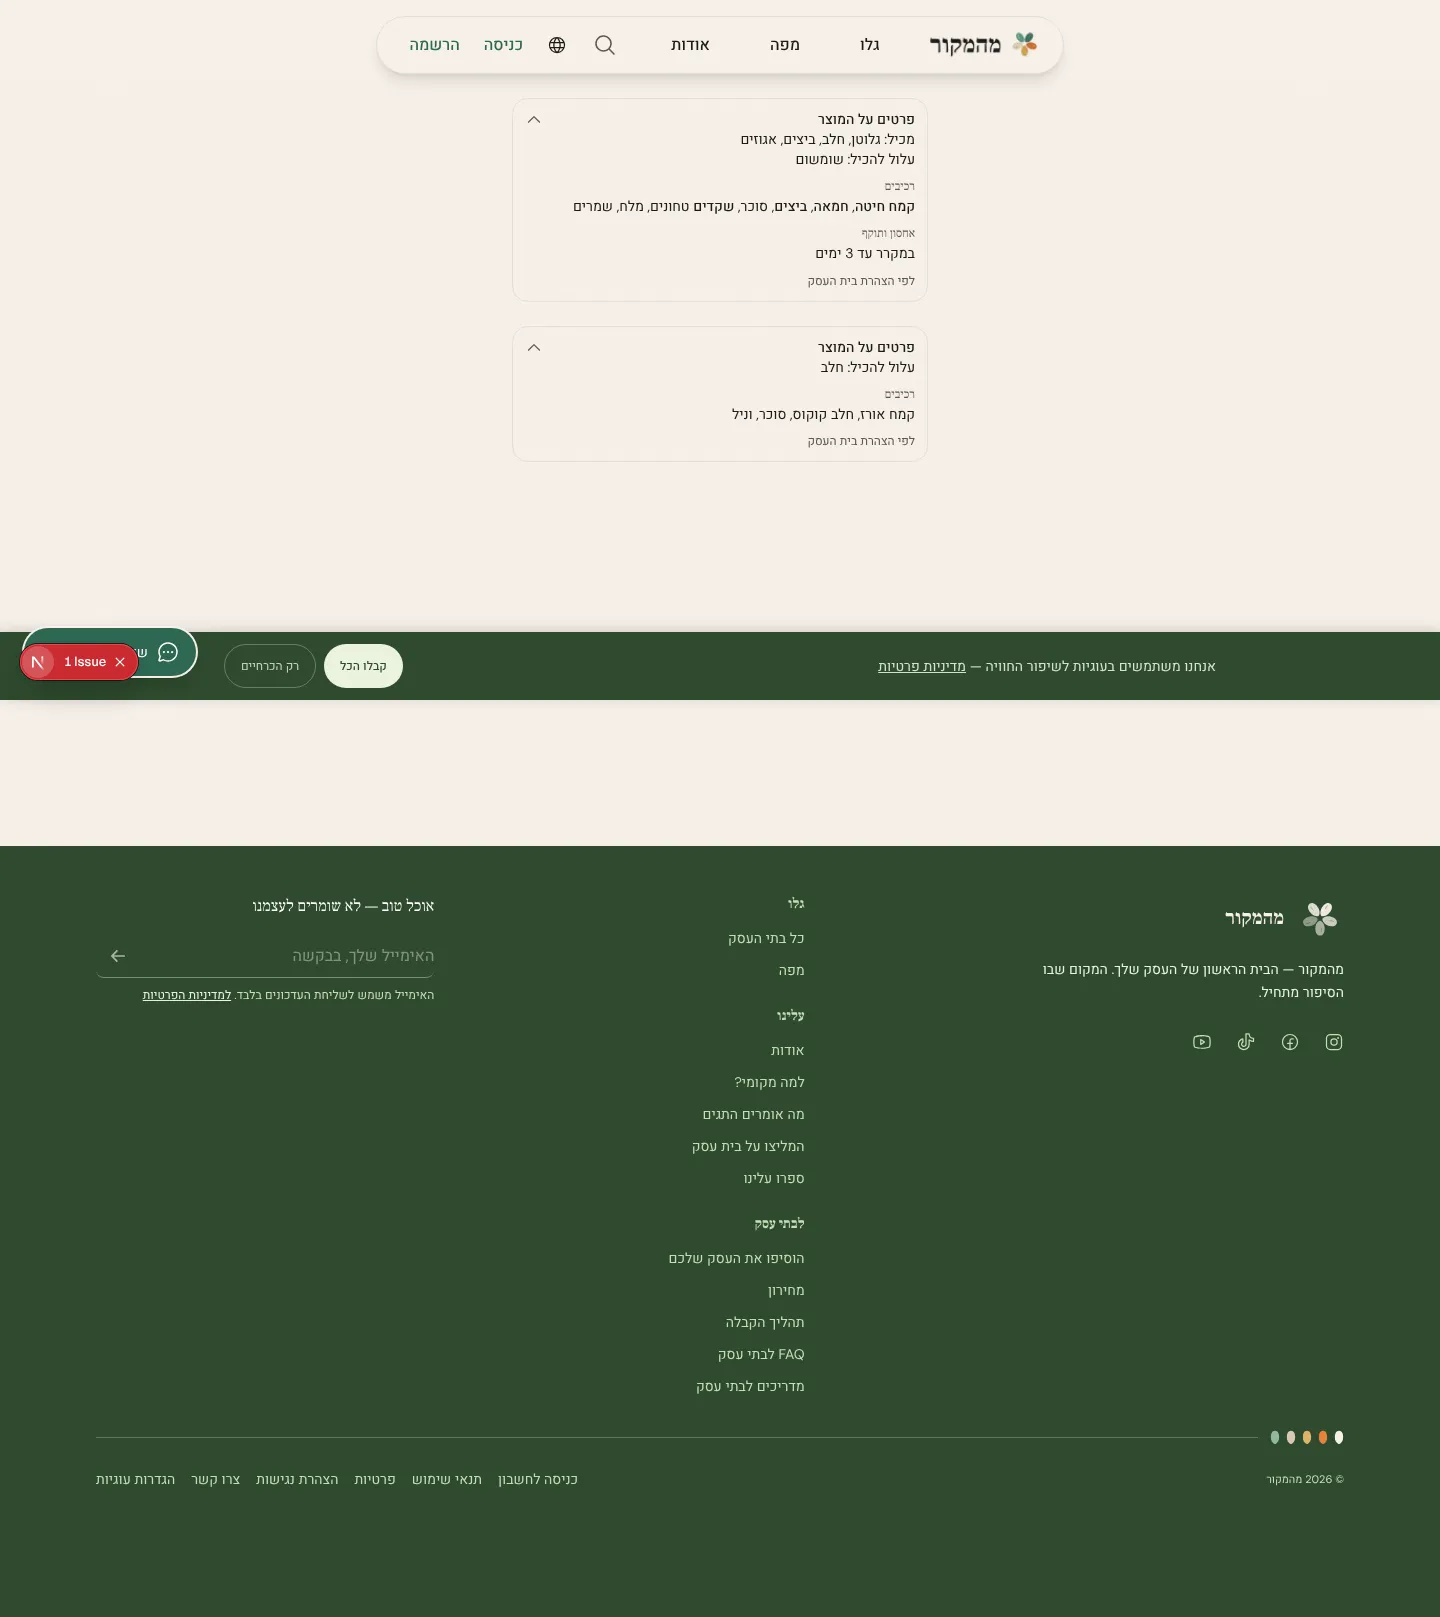 מהמקור
גלו
מפה
אודות
כניסה
הרשמה
פרטים על המוצר
מכיל: גלוטן, חלב, ביצים, אגוזים
עלול להכיל: שומשום
רכיבים
קמח חיטה, חמאה, ביצים, סוכר, שקדים טחונים, מלח, שמרים
אחסון ותוקף
במקרר עד 3 ימים
לפי הצהרת בית העסק
פרטים על המוצר
עלול להכיל: חלב
רכיבים
קמח אורז, חלב קוקוס, סוכר, וניל
לפי הצהרת בית העסק
אנחנו משתמשים בעוגיות לשיפור החוויה — מדיניות פרטיות
קבלו הכל
רק הכרחיים
1 Issue
מהמקור
מהמקור — הבית הראשון של העסק שלך. המקום שבו
הסיפור מתחיל.
גלו
כל בתי העסק
מפה
עלינו
אודות
למה מקומי?
מה אומרים התגים
המליצו על בית עסק
ספרו עלינו
לבתי עסק
הוסיפו את העסק שלכם
מחירון
תהליך הקבלה
FAQ לבתי עסק
מדריכים לבתי עסק
אוכל טוב — לא שומרים לעצמנו
האימייל שלך, בבקשה
האימייל משמש לשליחת העדכונים בלבד. למדיניות הפרטיות
© 2026 מהמקור
כניסה לחשבון
תנאי שימוש
פרטיות
הצהרת נגישות
צרו קשר
הגדרות עוגיות